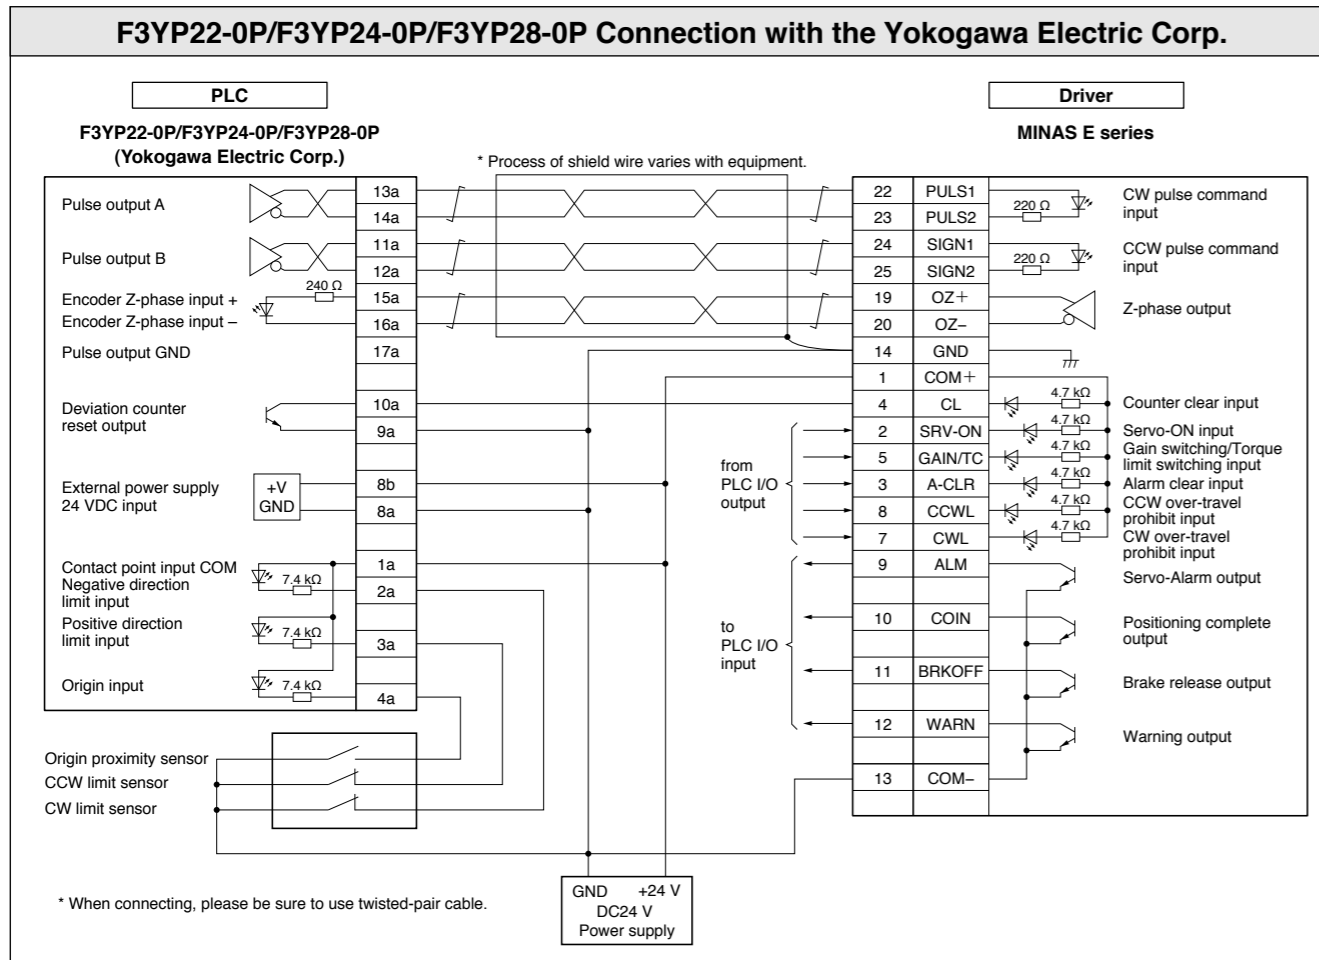 F3YP22-0P/F3YP24-0P/F3YP28-0P Connection with the Yokogawa Electric Corp.
PLC
F3YP22-0P/F3YP24-0P/F3YP28-0P
(Yokogawa Electric Corp.)
* Process of shield wire varies with equipment.
Driver
MINAS E series
Pulse output A
13a
14a
Pulse output B
11a
12a
240 Ω
Encoder Z-phase input +
15a
Encoder Z-phase input –
16a
Pulse output GND
17a
Deviation counter
reset output
10a
9a
External power supply
24 VDC input
+V
GND
8b
8a
Contact point input COM
1a
Negative direction
limit input
7.4 kΩ
2a
Positive direction
limit input
7.4 kΩ
3a
Origin input
7.4 kΩ
4a
Origin proximity sensor
CCW limit sensor
CW limit sensor
* When connecting, please be sure to use twisted-pair cable.
GND +24 V
DC24 V
Power supply
from
PLC I/O
output
to
PLC I/O
input
22 PULS1
23 PULS2
220 Ω
CW pulse command
input
24 SIGN1
25 SIGN2
220 Ω
CCW pulse command
input
19 OZ+
20 OZ–
Z-phase output
14 GND
1 COM+
4 CL
4.7 kΩ
Counter clear input
2 SRV-ON
4.7 kΩ
Servo-ON input
5 GAIN/TC
4.7 kΩ
Gain switching/Torque
limit switching input
3 A-CLR
4.7 kΩ
Alarm clear input
8 CCWL
4.7 kΩ
CCW over-travel
prohibit input
7 CWL
4.7 kΩ
CW over-travel
prohibit input
9 ALM
Servo-Alarm output
10 COIN
Positioning complete
output
11 BRKOFF
Brake release output
12 WARN
Warning output
13 COM–